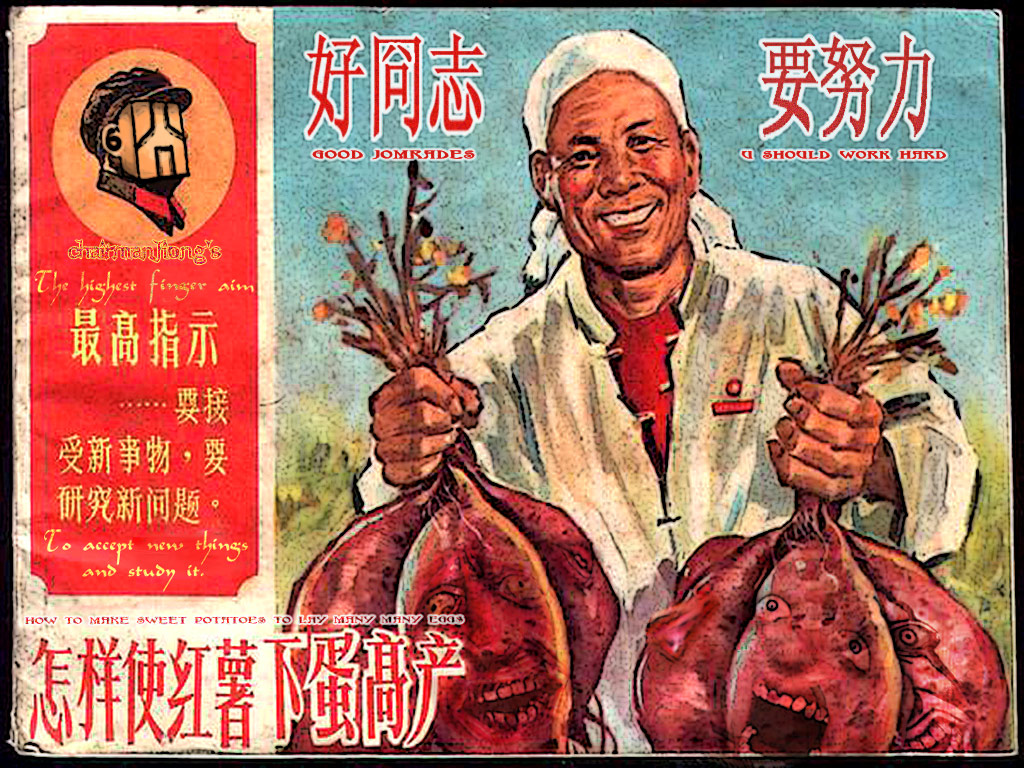 好冏志
GOOD JOMRADES
要努力
U SHOULD WORK HARD
chairmanJiong's
The highest finger aim
最高指示
……要接
受新事物，要
研究新问题。
To accept new things
and study it.
HOW TO MAKE SWEET POTATOES TO LAY MANY MANY EGGS
怎样使红薯下蛋高产